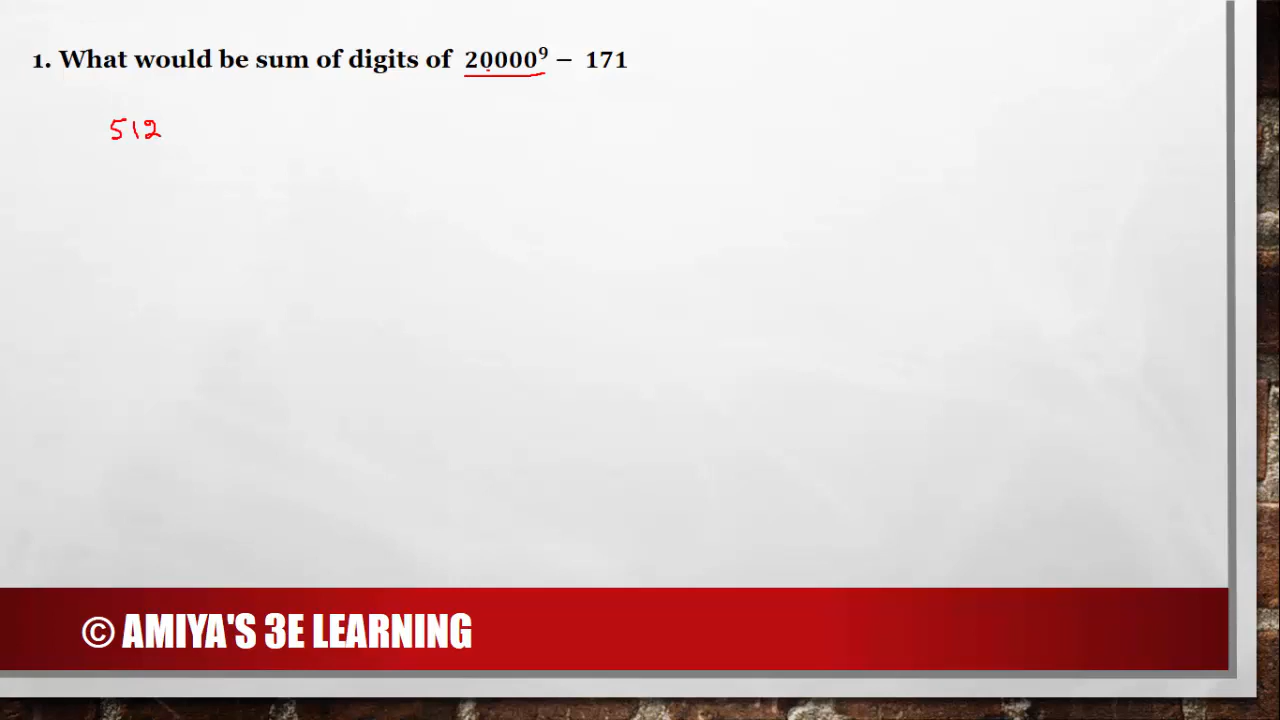 1. What would be sum of digits of 20000⁹ – 171
512
© AMIYA'S 3E LEARNING